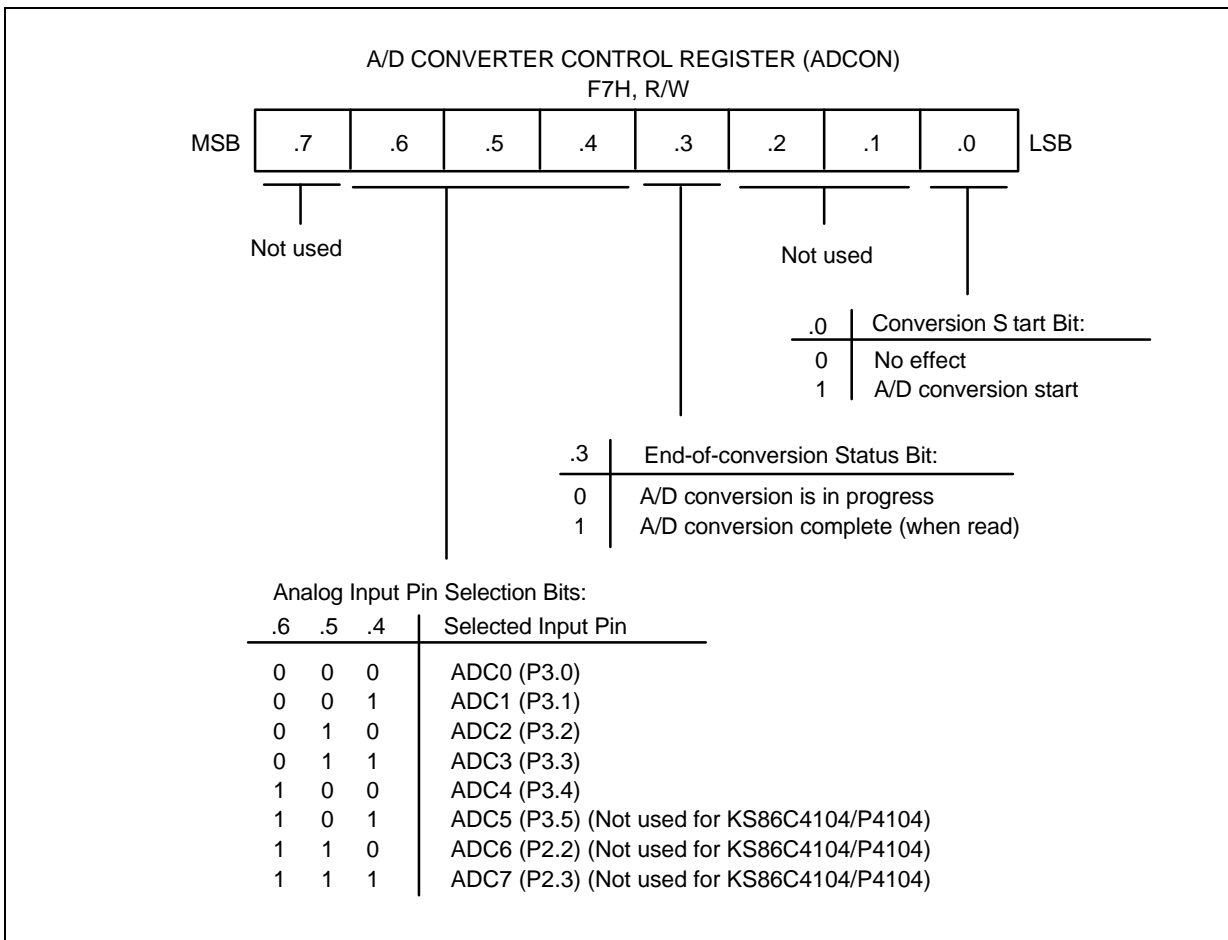 A/D CONVERTER CONTROL REGISTER (ADCON)
F7H, R/W
MSB .7 .6 .5 .4 .3 .2 .1 .0 LSB
Not used
Not used
.0 Conversion S tart Bit:
0 No effect
1 A/D conversion start
.3 End-of-conversion Status Bit:
0 A/D conversion is in progress
1 A/D conversion complete (when read)
Analog Input Pin Selection Bits:
.6 .5 .4 Selected Input Pin
0 0 0 ADC0 (P3.0)
0 0 1 ADC1 (P3.1)
0 1 0 ADC2 (P3.2)
0 1 1 ADC3 (P3.3)
1 0 0 ADC4 (P3.4)
1 0 1 ADC5 (P3.5) (Not used for KS86C4104/P4104)
1 1 0 ADC6 (P2.2) (Not used for KS86C4104/P4104)
1 1 1 ADC7 (P2.3) (Not used for KS86C4104/P4104)